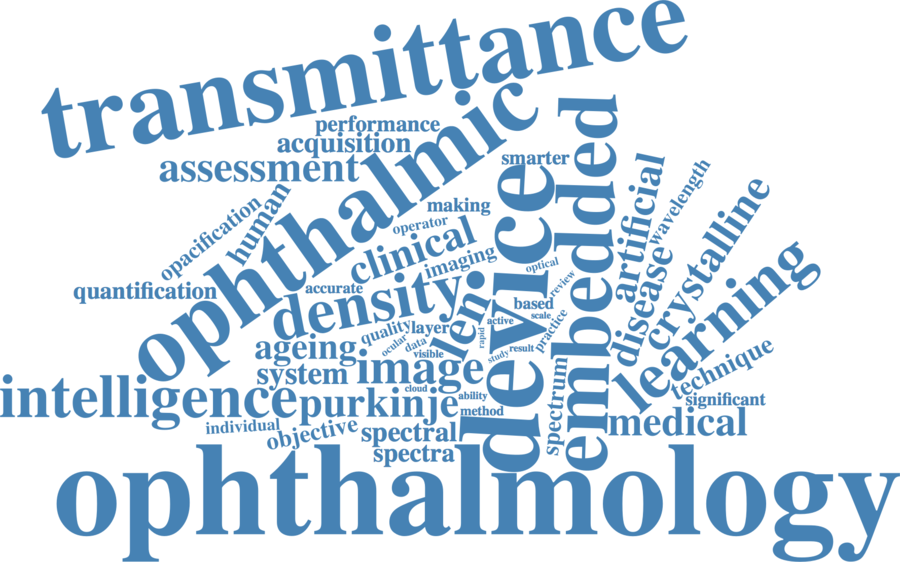 transmittance
performance
acquisition
assessment
ophthalmic
smarter
embedded
device
human
opacification
quantification
making
operator
clinical
imaging
optical
review
accurate
density
len
based
scale
active
practice
rapid
quality
layer
ocular
data
visible
study
result
ageing
system
image
cloud
ability
method
intelligence
purkinje
individual
objective
spectral
spectra
spectrum
artificial
wavelength
disease
crystalline
learning
technique
significant
medical
ophthalmology